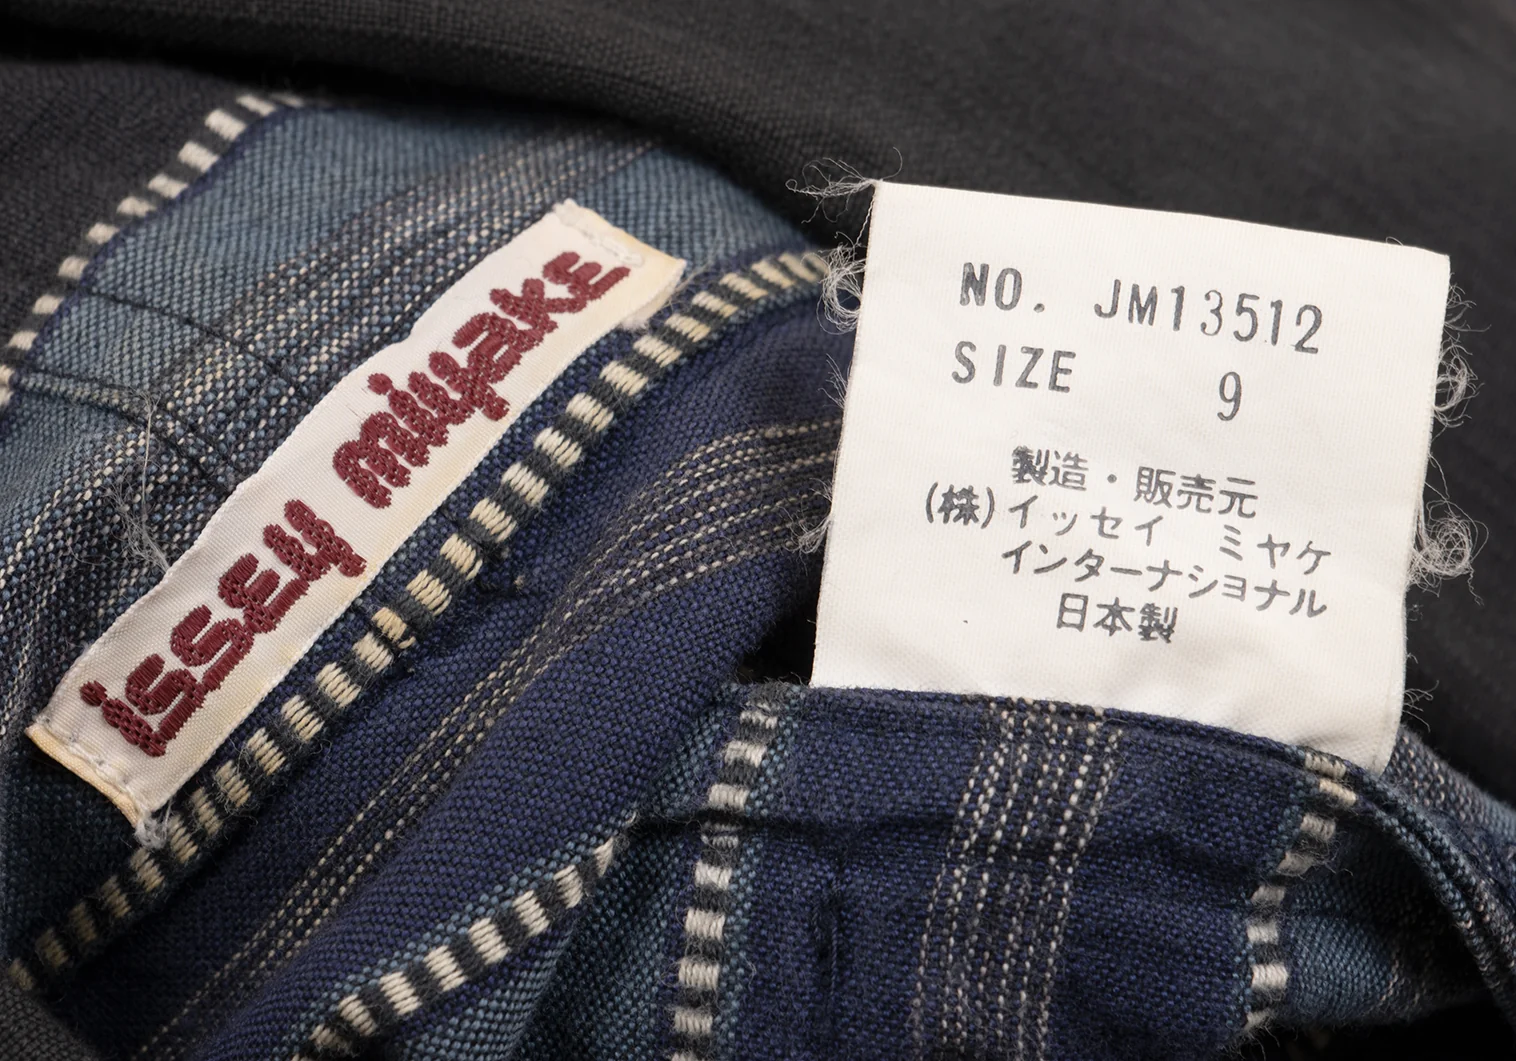 issey miyake
NO. JM13512
SIZE 9
製造・販売元
(株)イッセイ ミヤケ
インターナショナル
日本製